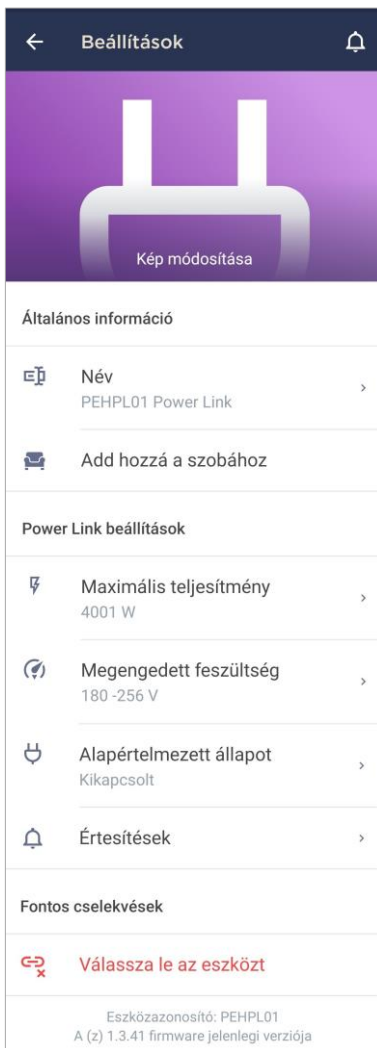 Beállítások
Kép módosítása
Általános információ
Név
PEHPL01 Power Link
Add hozzá a szobához
Power Link beállítások
Maximális teljesítmény
4001 W
Megengedett feszültség
180 -256 V
Alapértelmezett állapot
Kikapcsolt
Értesítések
Fontos cselekvések
Válassza le az eszközt
Eszközazonosító: PEHPL01
A (z) 1.3.41 firmware jelenlegi verziója